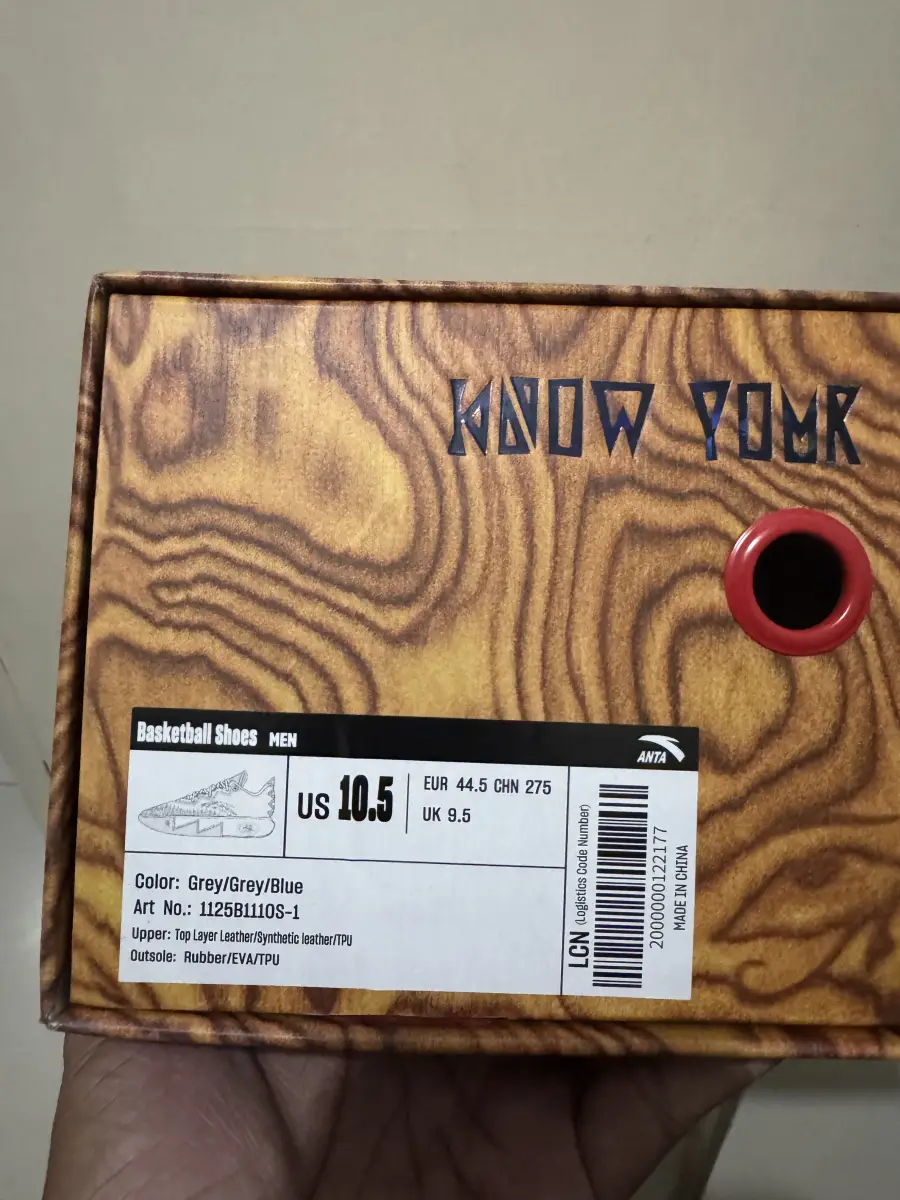 KNOW YOUR
Basketball Shoes MEN
ANTA
US 10.5
EUR 44.5 CHN 275
UK 9.5
Color: Grey/Grey/Blue
Art No.: 1125B1110S-1
Upper: Top Layer Leather/Synthetic leather/TPU
Outsole: Rubber/EVA/TPU
LCN (Logistics Code Number)
2000000122177
MADE IN CHINA